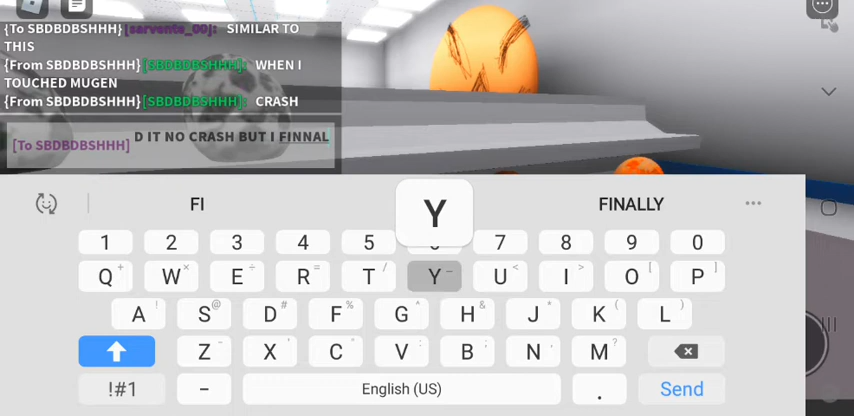 {To SBDBDBSHHH}[sarvente_00]: SIMILAR TO
THIS
{From SBDBDBSHHH}[SBDBDBSHHH]: WHEN I
TOUCHED MUGEN
{From SBDBDBSHHH}[SBDBDBSHHH]: CRASH
[To SBDBDBSHHH] D IT NO CRASH BUT I FINNAL
FI Y FINALLY ...
1 2 3 4 5 6 7 8 9 0
Q + W × E ÷ R = T / Y _ U < I > O [ P ]
A ! S @ D # F % G ^ H & J * K ( L )
Z - X ' C " V : B ; N , M ?
!#1 - English (US) . Send